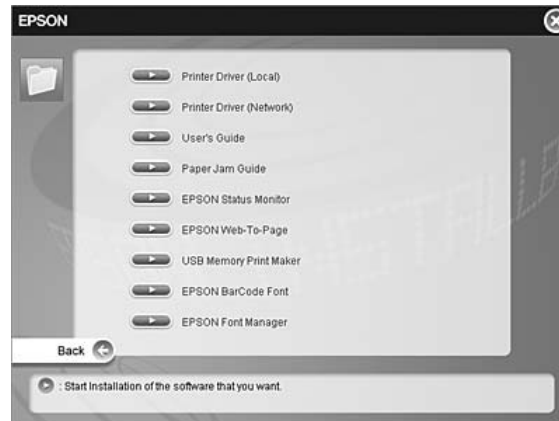 EPSON
Printer Driver (Local)
Printer Driver (Network)
User's Guide
Paper Jam Guide
EPSON Status Monitor
EPSON Web-To-Page
USB Memory Print Maker
EPSON BarCode Font
EPSON Font Manager
Back
: Start Installation of the software that you want.